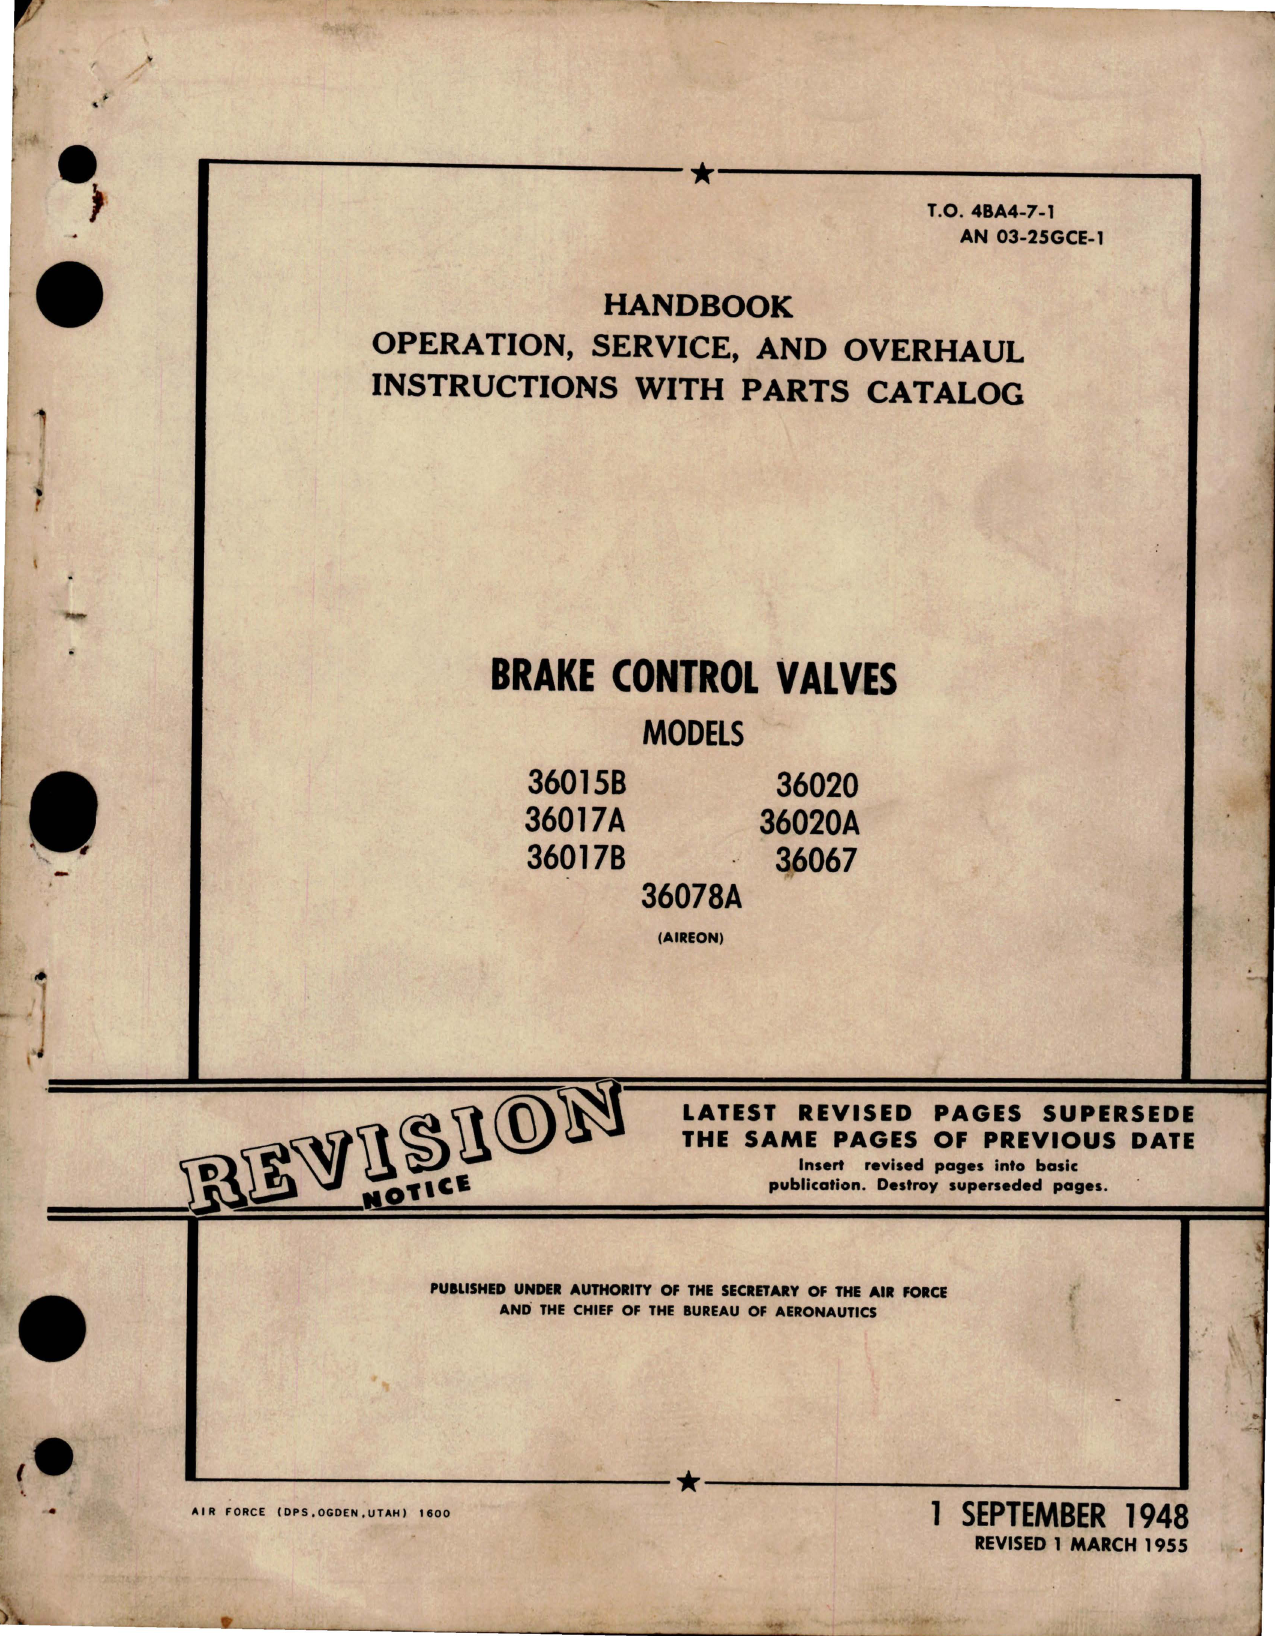 T.O. 4BA4-7-1
AN 03-25GCE-1
HANDBOOK
OPERATION, SERVICE, AND OVERHAUL
INSTRUCTIONS WITH PARTS CATALOG
BRAKE CONTROL VALVES
MODELS
36015B 36020
36017A 36020A
36017B 36067
36078A
(AIREON)
REVISION
NOTICE
LATEST REVISED PAGES SUPERSEDE
THE SAME PAGES OF PREVIOUS DATE
Insert revised pages into basic
publication. Destroy superseded pages.
PUBLISHED UNDER AUTHORITY OF THE SECRETARY OF THE AIR FORCE
AND THE CHIEF OF THE BUREAU OF AERONAUTICS
AIR FORCE (DPS,OGDEN,UTAH) 1600
1 SEPTEMBER 1948
REVISED 1 MARCH 1955